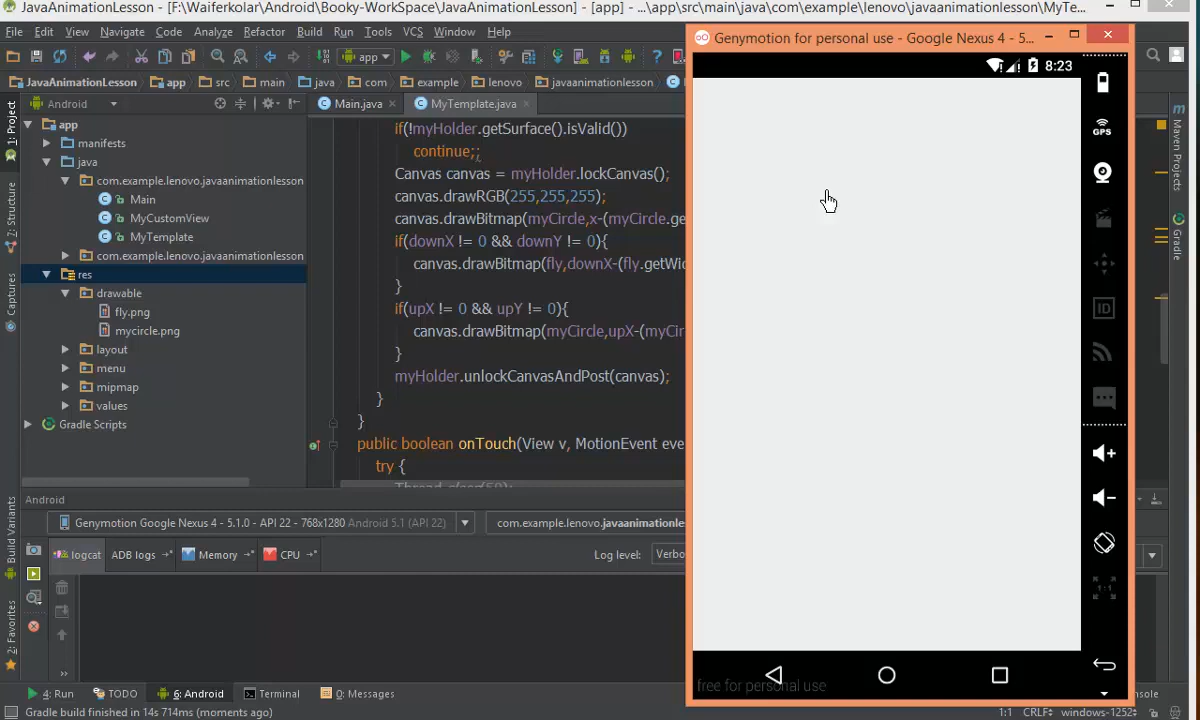 JavaAnimationLesson - [F:\Waiferkolar\Android\Booky-WorkSpace\JavaAnimationLesson] - [app] - ...\app\src\main\java\com\example\lenovo\javaanimationlesson\MyTe...
File Edit View Navigate Code Analyze Refactor Build Run Tools VCS Window Help
app
JavaAnimationLesson app src main java com example lenovo javaanimationlesson
Android
Main.java MyTemplate.java
1: Project
7: Structure
Captures
Build Variants
2: Favorites
app
manifests
java
com.example.lenovo.javaanimationlesson
Main
MyCustomView
MyTemplate
com.example.lenovo.javaanimationlesson
res
drawable
fly.png
mycircle.png
layout
menu
mipmap
values
Gradle Scripts
if(!myHolder.getSurface().isValid())
continue;;
Canvas canvas = myHolder.lockCanvas();
canvas.drawRGB(255,255,255);
canvas.drawBitmap(myCircle,x-(myCircle.ge
if(downX != 0 && downY != 0){
canvas.drawBitmap(fly,downX-(fly.getWid
}
if(upX != 0 && upY != 0){
canvas.drawBitmap(myCircle,upX-(myCir
}
myHolder.unlockCanvasAndPost(canvas);
}
}
public boolean onTouch(View v, MotionEvent eve
try {
Thread.sleep(50);
Genymotion for personal use - Google Nexus 4 - 5...
8:23
GPS
ID
1:1
free for personal use
Maven Projects
Gradle
Android
Genymotion Google Nexus 4 - 5.1.0 - API 22 - 768x1280 Android 5.1 (API 22)
com.example.lenovo.javaanimationle
logcat ADB logs Memory CPU
Log level: Verbo
4: Run TODO 6: Android Terminal 0: Messages
nsole
Gradle build finished in 14s 714ms (moments ago)
1:1 CRLF windows-1252